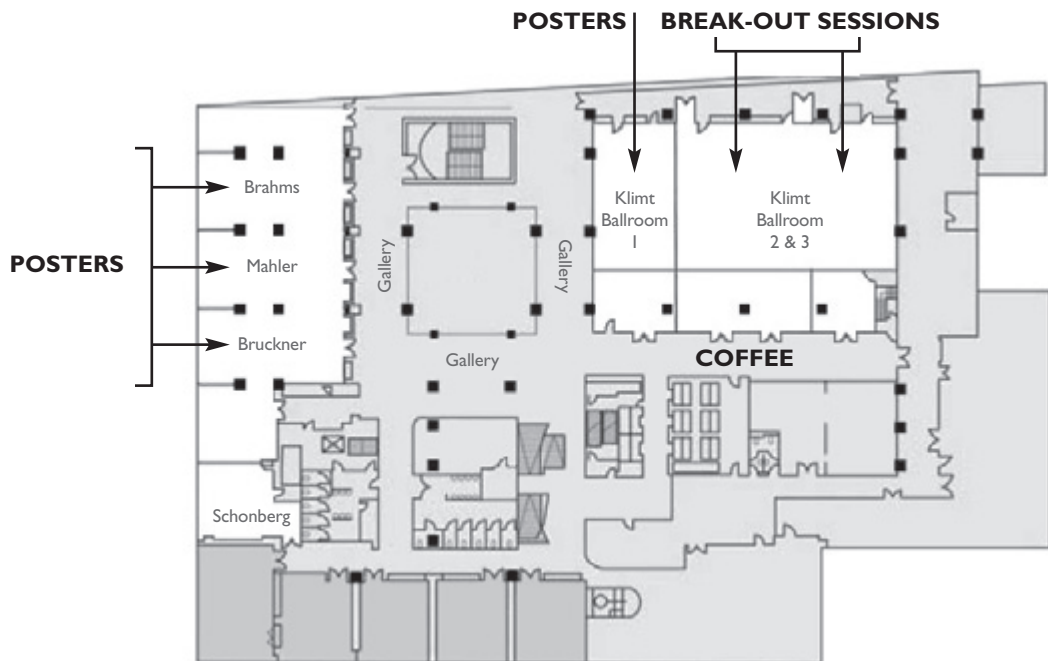 POSTERS
BREAK-OUT SESSIONS
Brahms
Klimt
Ballroom
1
Klimt
Ballroom
2 & 3
Gallery
Gallery
POSTERS
Mahler
Bruckner
Gallery
COFFEE
Schonberg